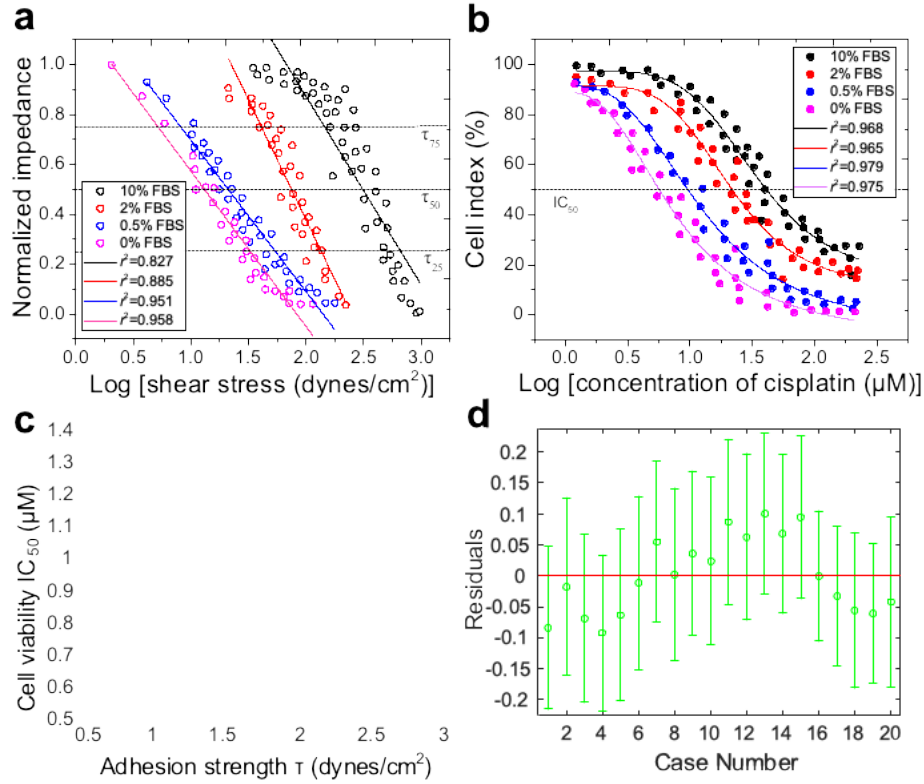 a
Normalized impedance
1.0
0.8
0.6
0.4
0.2
0.0
τ75
τ50
τ25
10% FBS
2% FBS
0.5% FBS
0% FBS
r²=0.827
r²=0.885
r²=0.951
r²=0.958
0.0 0.5 1.0 1.5 2.0 2.5 3.0
Log [shear stress (dynes/cm²)]
b
Cell index (%)
100
80
60
40
20
0
IC50
10% FBS
2% FBS
0.5% FBS
0% FBS
r²=0.968
r²=0.965
r²=0.979
r²=0.975
0.0 0.5 1.0 1.5 2.0 2.5
Log [concentration of cisplatin (µM)]
c
Cell viability IC50 (µM)
1.4
1.3
1.2
1.1
1
0.9
0.8
0.7
0.6
0.5
0.5 1 1.5 2 2.5 3
Adhesion strength τ (dynes/cm²)
d
Residuals
0.2
0.15
0.1
0.05
0
-0.05
-0.1
-0.15
-0.2
2 4 6 8 10 12 14 16 18 20
Case Number